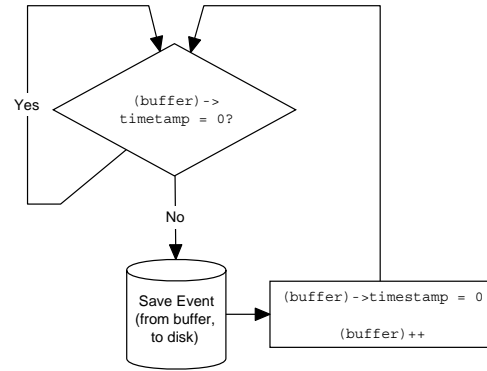 Yes
(buffer)->
timetamp = 0?
No
Save Event
(from buffer,
to disk)
(buffer)->timestamp = 0
(buffer)++